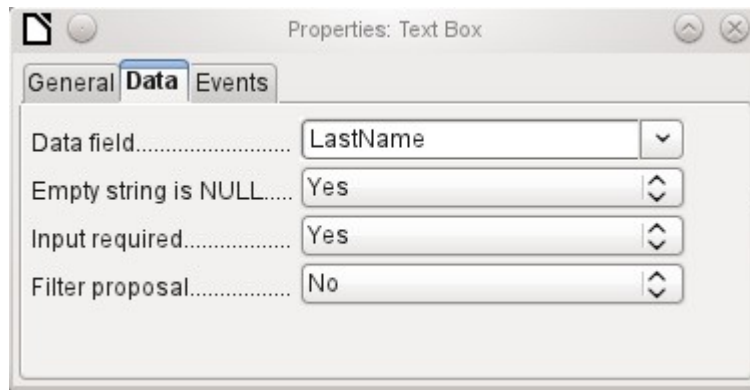 Properties: Text Box
General Data Events
Data field.......................... LastName
Empty string is NULL..... Yes
Input required................. Yes
Filter proposal................. No